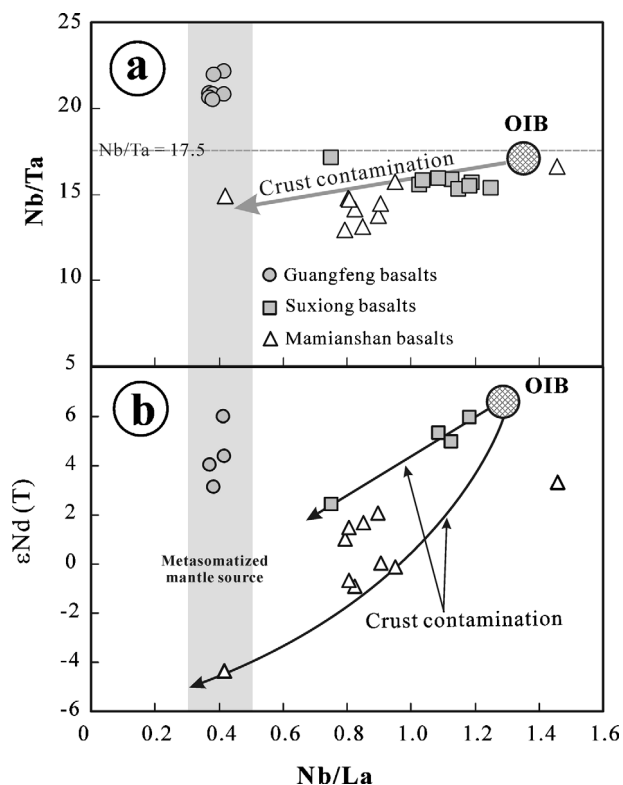 25
a
20
OIB
Nb/Ta = 17.5
Nb/Ta
15
Crust contamination
Guangfeng basalts
10
Suxiong basalts
Mamianshan basalts
5
b
OIB
6
4
2
εNd (T)
0
Metasomatized
mantle source
-2
Crust contamination
-4
-6
0 0.2 0.4 0.6 0.8 1.0 1.2 1.4 1.6
Nb/La